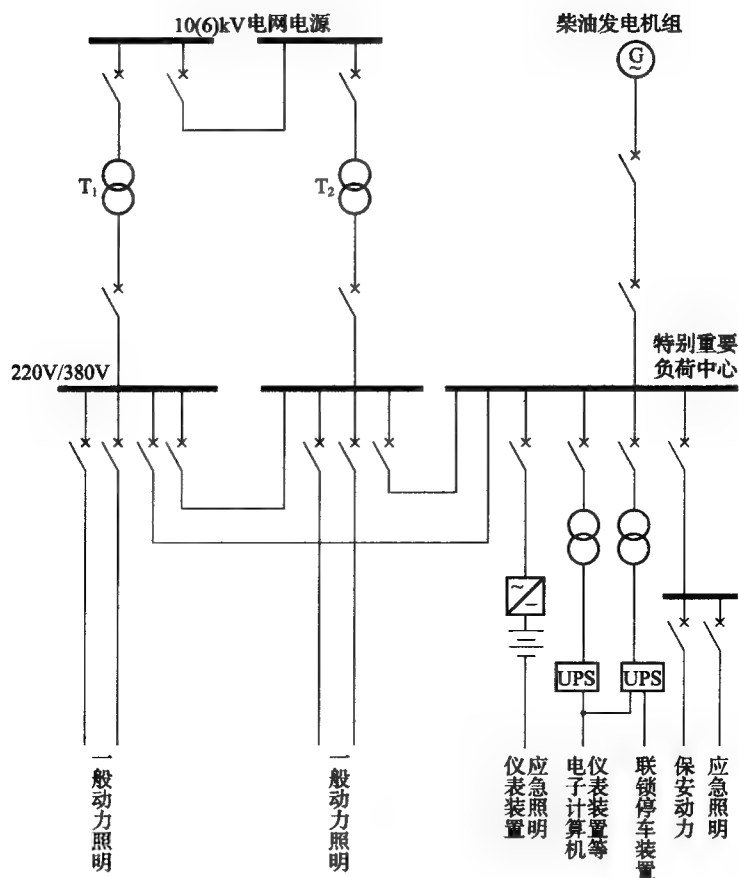 10(6)kV电网电源
柴油发电机组
G
~
T₁
T₂
220V/380V
特别重要
负荷中心
~
UPS
UPS
一般动力照明
一般动力照明
应急照明
仪表装置
仪表装置等
电子计算机
联锁停车装置
保安动力
应急照明